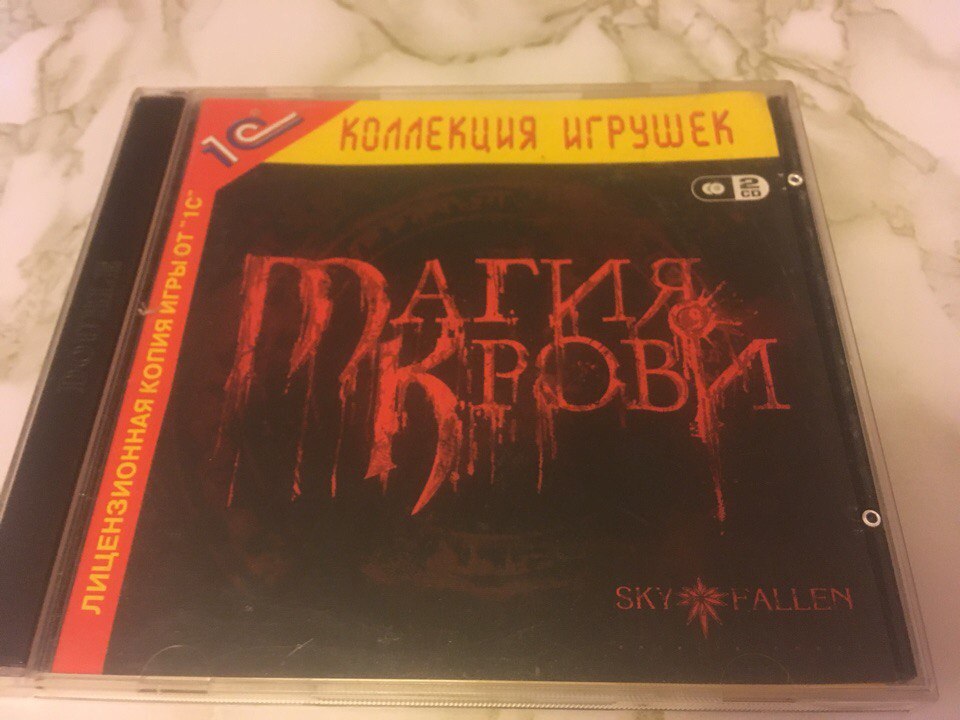 1С
КОЛЛЕКЦИЯ ИГРУШЕК
2
CD
ЛИЦЕНЗИОННАЯ КОПИЯ ИГРЫ ОТ "1С"
МАГИЯ
КРОВИ
SKY FALLEN